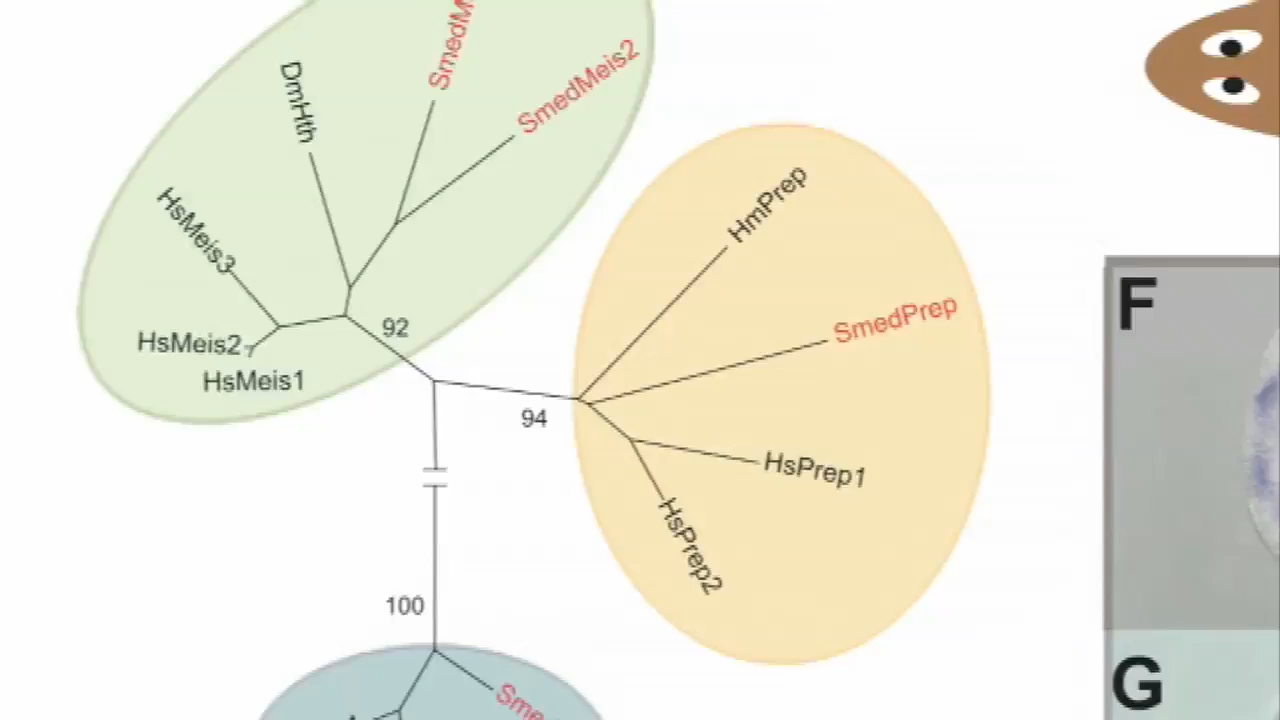 DmHth
SmedMeis2
HsMeis3
HmPrep
SmedPrep
F
92
HsMeis2
HsMeis1
94
HsPrep1
HsPrep2
100
G